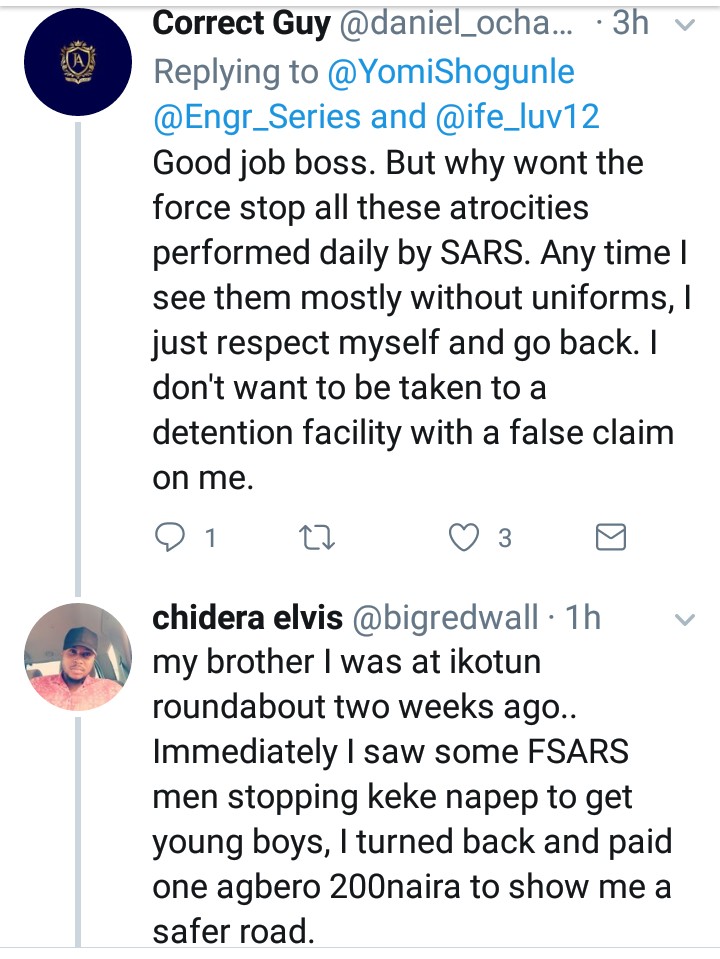 Correct Guy @daniel_ocha... · 3h
Replying to @YomiShogunle
@Engr_Series and @ife_luv12
Good job boss. But why wont the
force stop all these atrocities
performed daily by SARS. Any time I
see them mostly without uniforms, I
just respect myself and go back. I
don't want to be taken to a
detention facility with a false claim
on me.
1 3
chidera elvis @bigredwall · 1h
my brother I was at ikotun
roundabout two weeks ago..
Immediately I saw some FSARS
men stopping keke napep to get
young boys, I turned back and paid
one agbero 200naira to show me a
safer road.